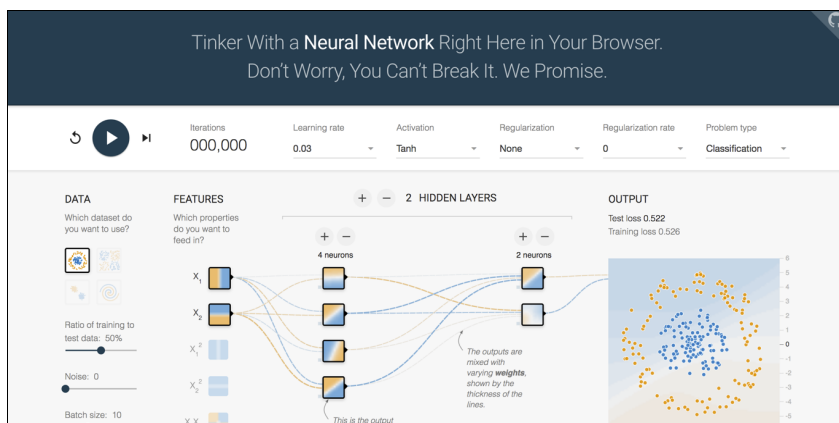 Tinker With a Neural Network Right Here in Your Browser.
Don't Worry, You Can't Break It. We Promise.
Iterations
000,000
Learning rate
0.03
Activation
Tanh
Regularization
None
Regularization rate
0
Problem type
Classification
DATA
Which dataset do
you want to use?
Ratio of training to
test data: 50%
Noise: 0
Batch size: 10
FEATURES
Which properties
do you want to
feed in?
X₁
X₂
X₁²
X₂²
X₁X₂
+ − 2 HIDDEN LAYERS
+ −
4 neurons
+ −
2 neurons
This is the output
The outputs are
mixed with
varying weights,
shown by the
thickness of the
lines.
OUTPUT
Test loss 0.522
Training loss 0.526
6
5
4
3
2
1
0
-1
-2
-3
-4
-5